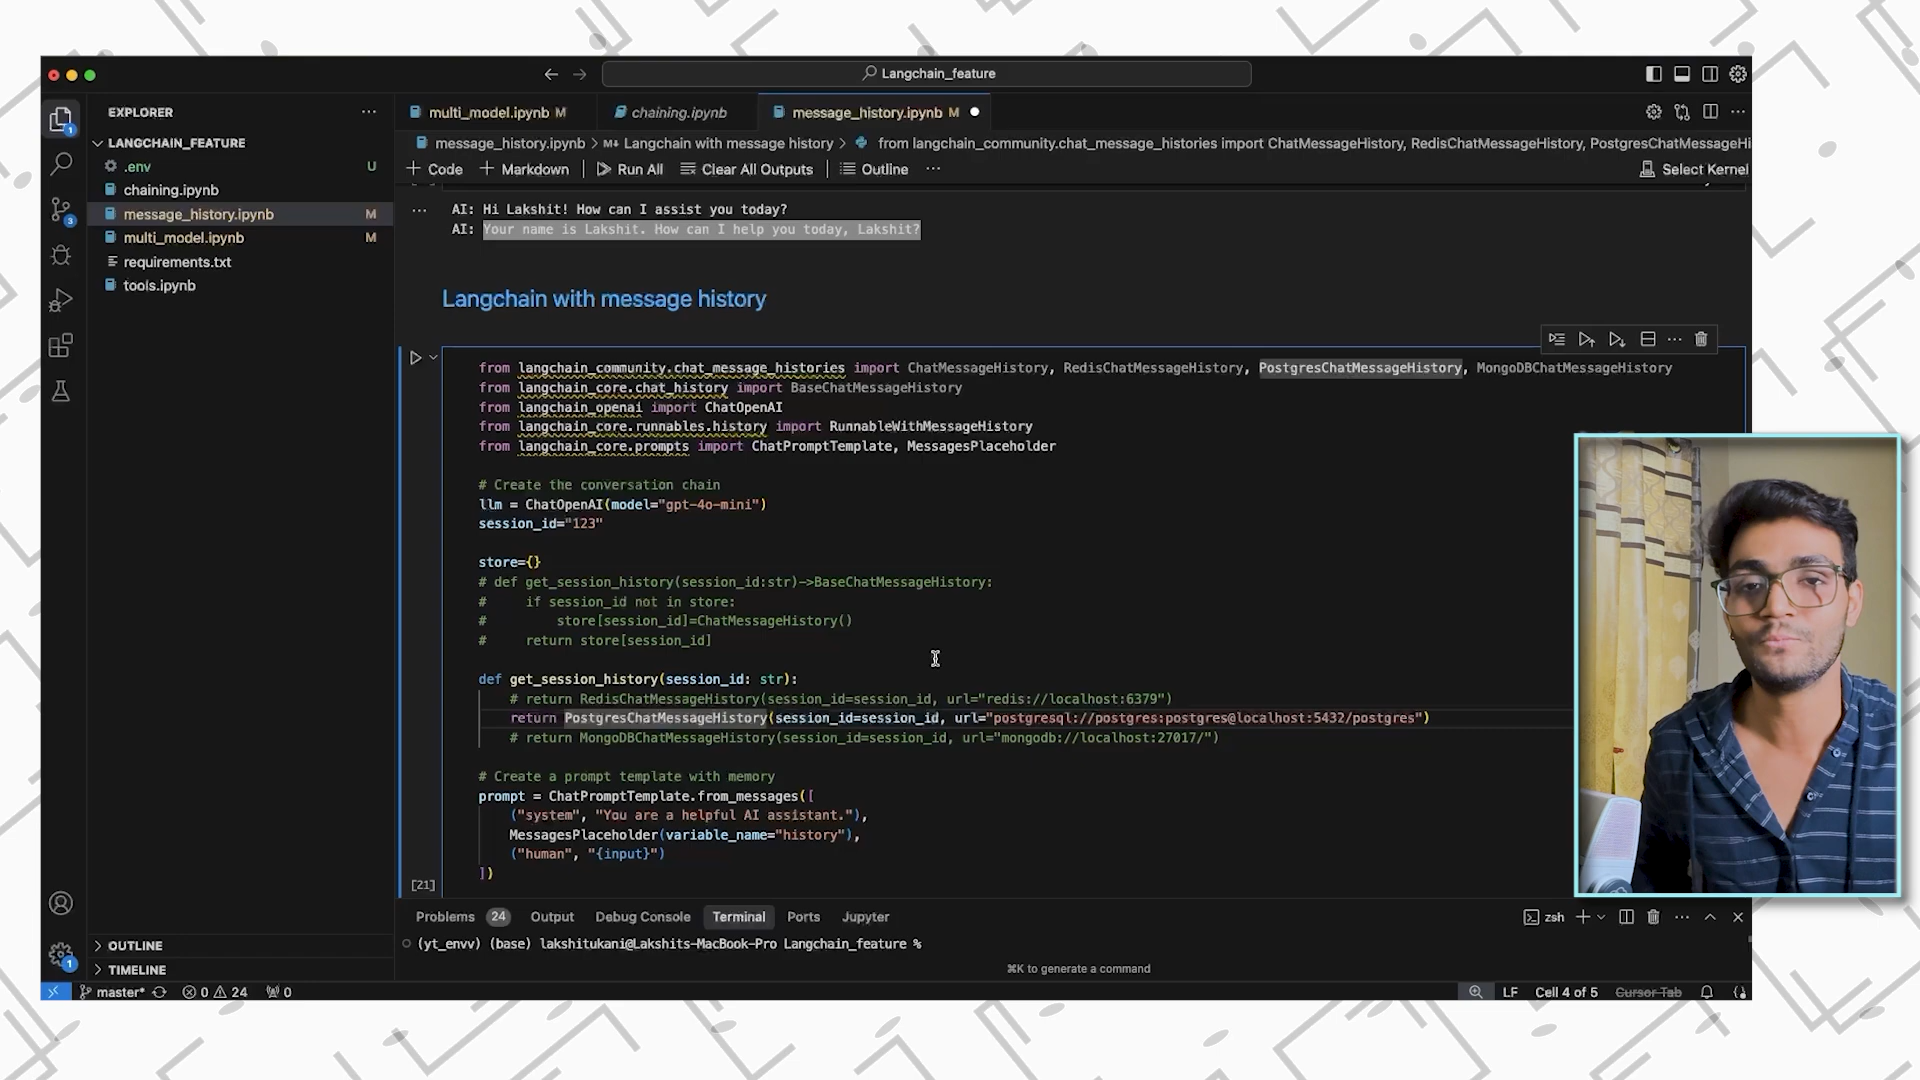 Langchain_feature
EXPLORER
LANGCHAIN_FEATURE
.env U
chaining.ipynb
message_history.ipynb M
multi_model.ipynb M
requirements.txt
tools.ipynb
OUTLINE
TIMELINE
multi_model.ipynb M
chaining.ipynb
message_history.ipynb M
message_history.ipynb > M↓ Langchain with message history > from langchain_community.chat_message_histories import ChatMessageHistory, RedisChatMessageHistory, PostgresChatMessageHi
+ Code + Markdown Run All Clear All Outputs Outline ... Select Kernel
... AI: Hi Lakshit! How can I assist you today?
AI: Your name is Lakshit. How can I help you today, Lakshit?
Langchain with message history
from langchain_community.chat_message_histories import ChatMessageHistory, RedisChatMessageHistory, PostgresChatMessageHistory, MongoDBChatMessageHistory
from langchain_core.chat_history import BaseChatMessageHistory
from langchain_openai import ChatOpenAI
from langchain_core.runnables.history import RunnableWithMessageHistory
from langchain_core.prompts import ChatPromptTemplate, MessagesPlaceholder
# Create the conversation chain
llm = ChatOpenAI(model="gpt-4o-mini")
session_id="123"
store={}
# def get_session_history(session_id:str)->BaseChatMessageHistory:
#     if session_id not in store:
#         store[session_id]=ChatMessageHistory()
#     return store[session_id]
def get_session_history(session_id: str):
    # return RedisChatMessageHistory(session_id=session_id, url="redis://localhost:6379")
    return PostgresChatMessageHistory(session_id=session_id, url="postgresql://postgres:postgres@localhost:5432/postgres")
    # return MongoDBChatMessageHistory(session_id=session_id, url="mongodb://localhost:27017/")
# Create a prompt template with memory
prompt = ChatPromptTemplate.from_messages([
    ("system", "You are a helpful AI assistant."),
    MessagesPlaceholder(variable_name="history"),
    ("human", "{input}")
])
[21]
Problems 24 Output Debug Console Terminal Ports Jupyter zsh
(yt_envv) (base) lakshitukani@Lakshits-MacBook-Pro Langchain_feature %
⌘K to generate a command
master* 0 24 0 LF Cell 4 of 5 Cursor Tab
1
3
1